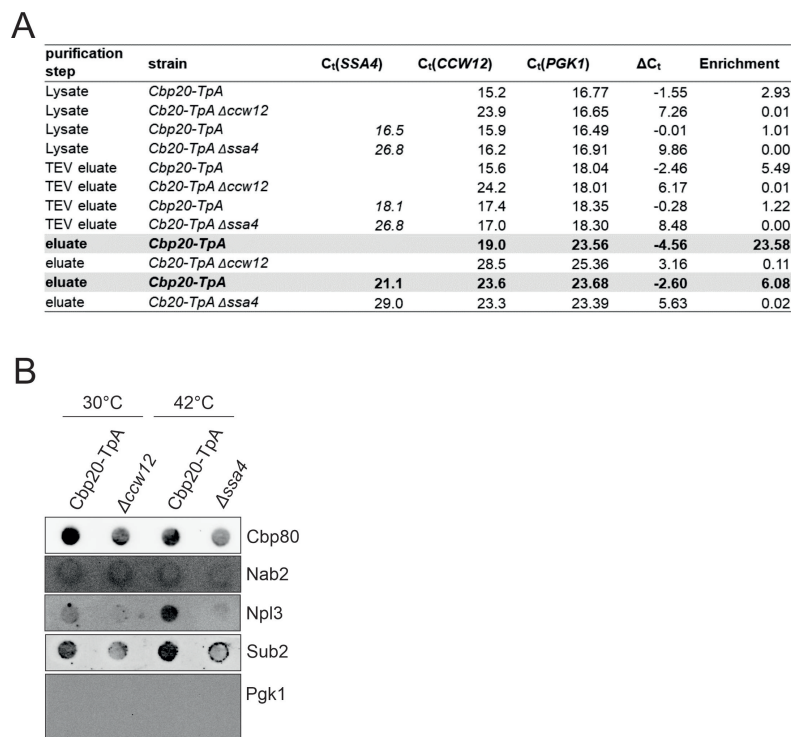 A
purification step strain Ct(SSA4) Ct(CCW12) Ct(PGK1) ΔCt Enrichment
Lysate Cbp20-TpA 15.2 16.77 -1.55 2.93
Lysate Cb20-TpA Δccw12 23.9 16.65 7.26 0.01
Lysate Cbp20-TpA 16.5 15.9 16.49 -0.01 1.01
Lysate Cb20-TpA Δssa4 26.8 16.2 16.91 9.86 0.00
TEV eluate Cbp20-TpA 15.6 18.04 -2.46 5.49
TEV eluate Cb20-TpA Δccw12 24.2 18.01 6.17 0.01
TEV eluate Cbp20-TpA 18.1 17.4 18.35 -0.28 1.22
TEV eluate Cb20-TpA Δssa4 26.8 17.0 18.30 8.48 0.00
eluate Cbp20-TpA 19.0 23.56 -4.56 23.58
eluate Cb20-TpA Δccw12 28.5 25.36 3.16 0.11
eluate Cbp20-TpA 21.1 23.6 23.68 -2.60 6.08
eluate Cb20-TpA Δssa4 29.0 23.3 23.39 5.63 0.02
B
30°C 42°C
Cbp20-TpA Δccw12 Cbp20-TpA Δssa4
Cbp80
Nab2
Npl3
Sub2
Pgk1